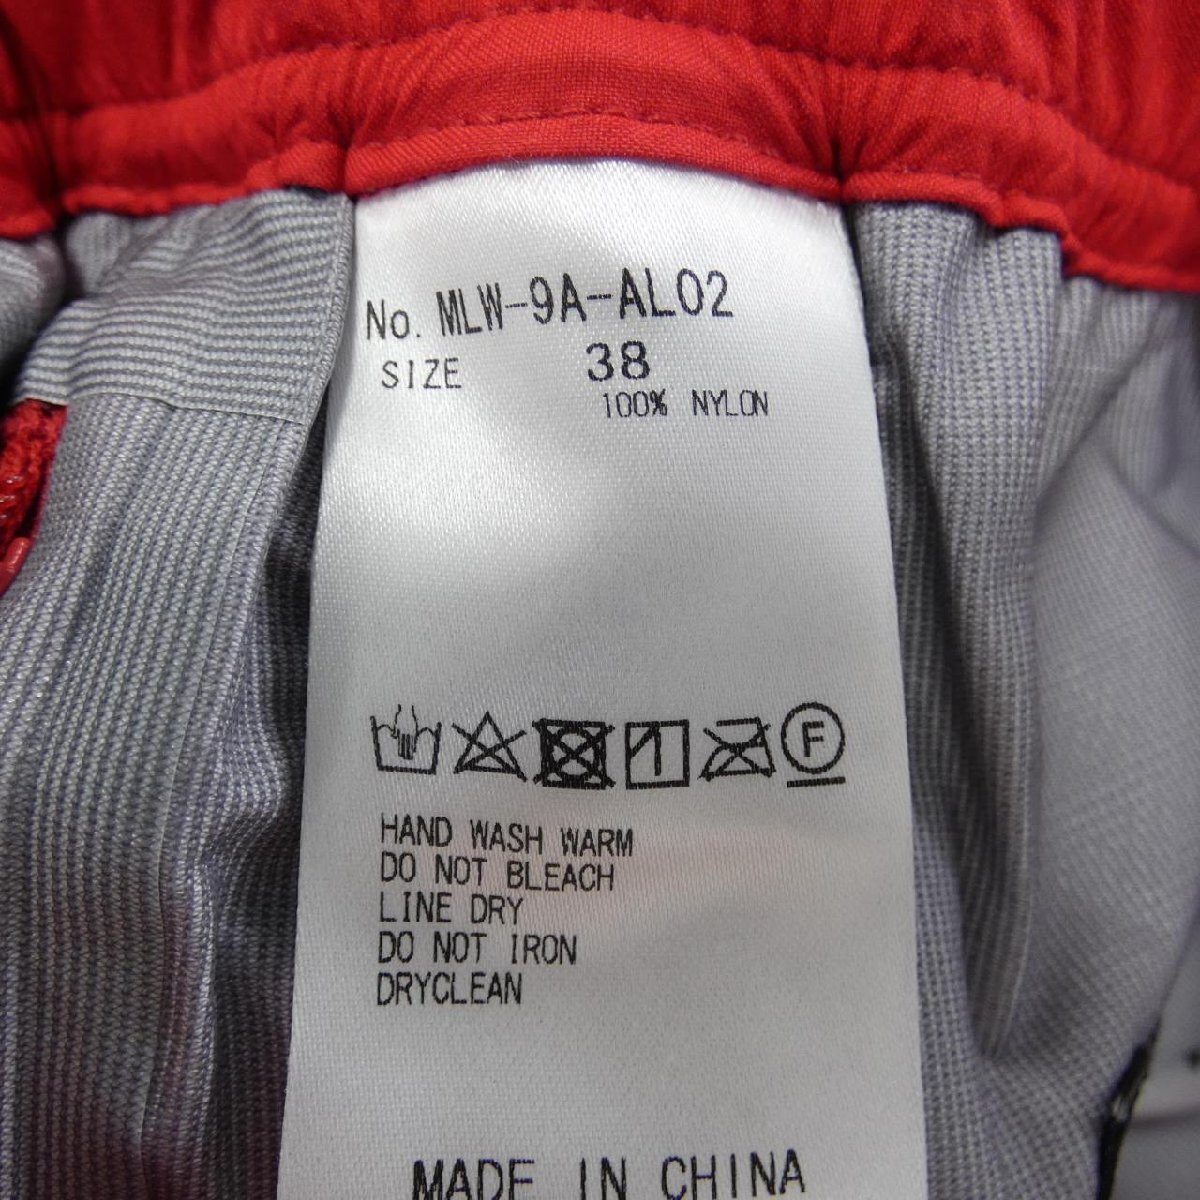 No. MLW-9A-AL02
SIZE 38
100% NYLON
F
HAND WASH WARM
DO NOT BLEACH
LINE DRY
DO NOT IRON
DRYCLEAN
MADE IN CHINA